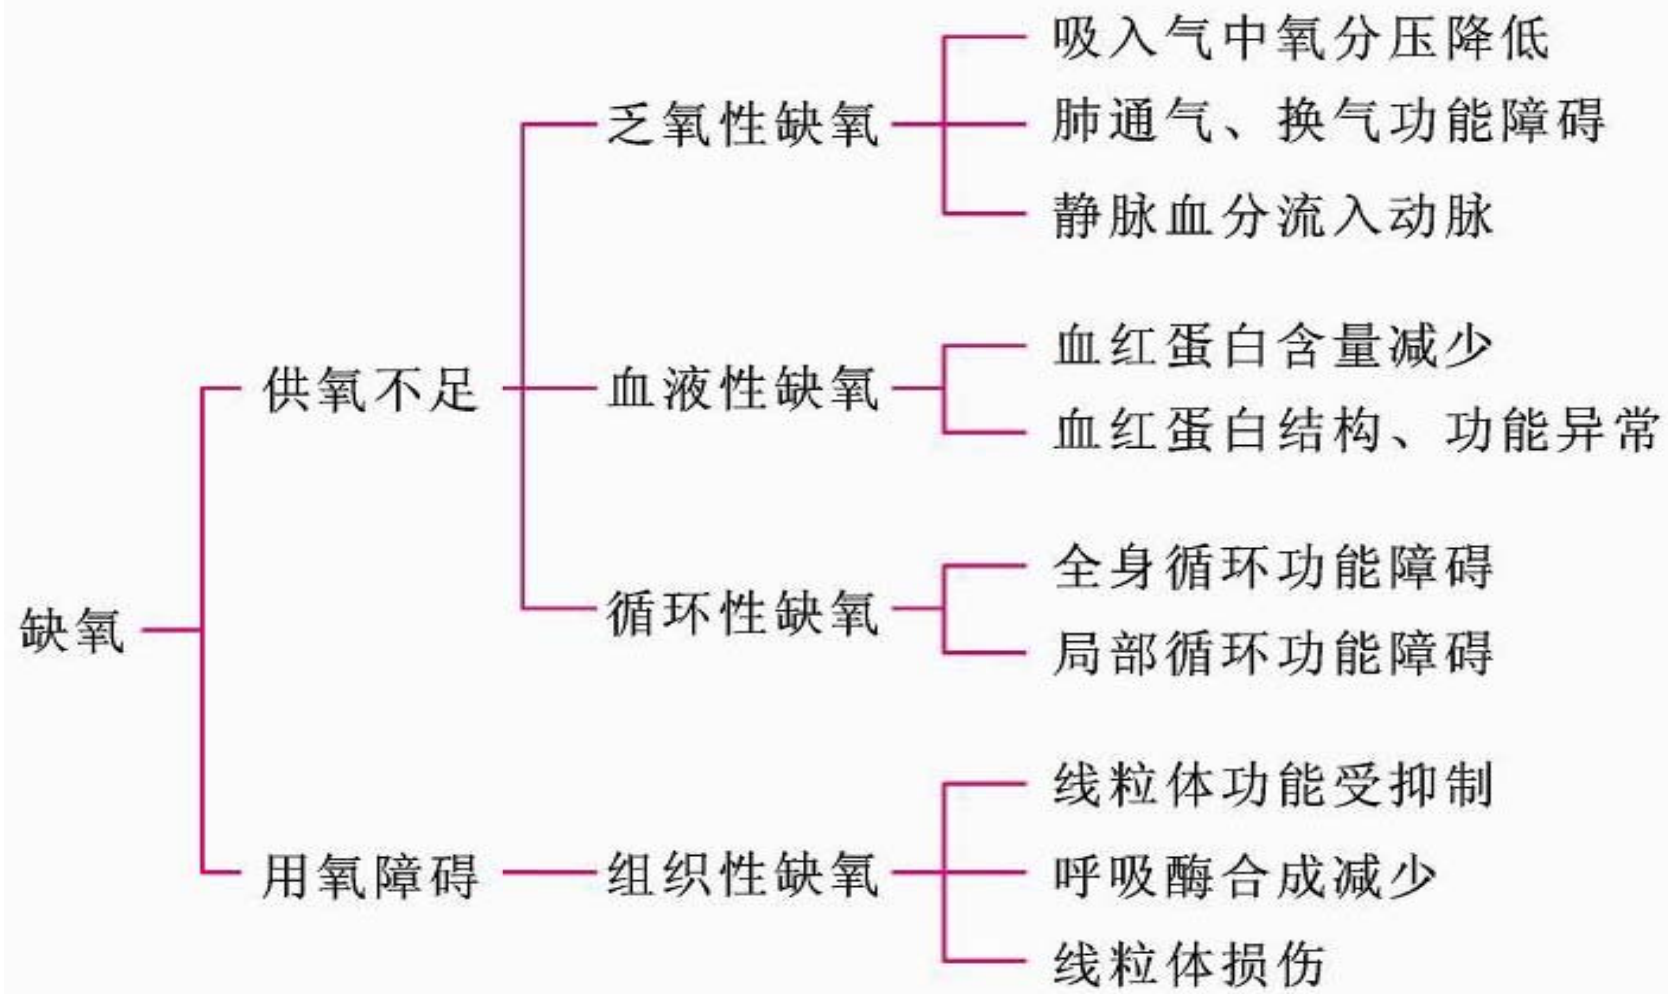 缺氧
供氧不足
乏氧性缺氧
吸入气中氧分压降低
肺通气、换气功能障碍
静脉血分流入动脉
血液性缺氧
血红蛋白含量减少
血红蛋白结构、功能异常
循环性缺氧
全身循环功能障碍
局部循环功能障碍
用氧障碍
组织性缺氧
线粒体功能受抑制
呼吸酶合成减少
线粒体损伤